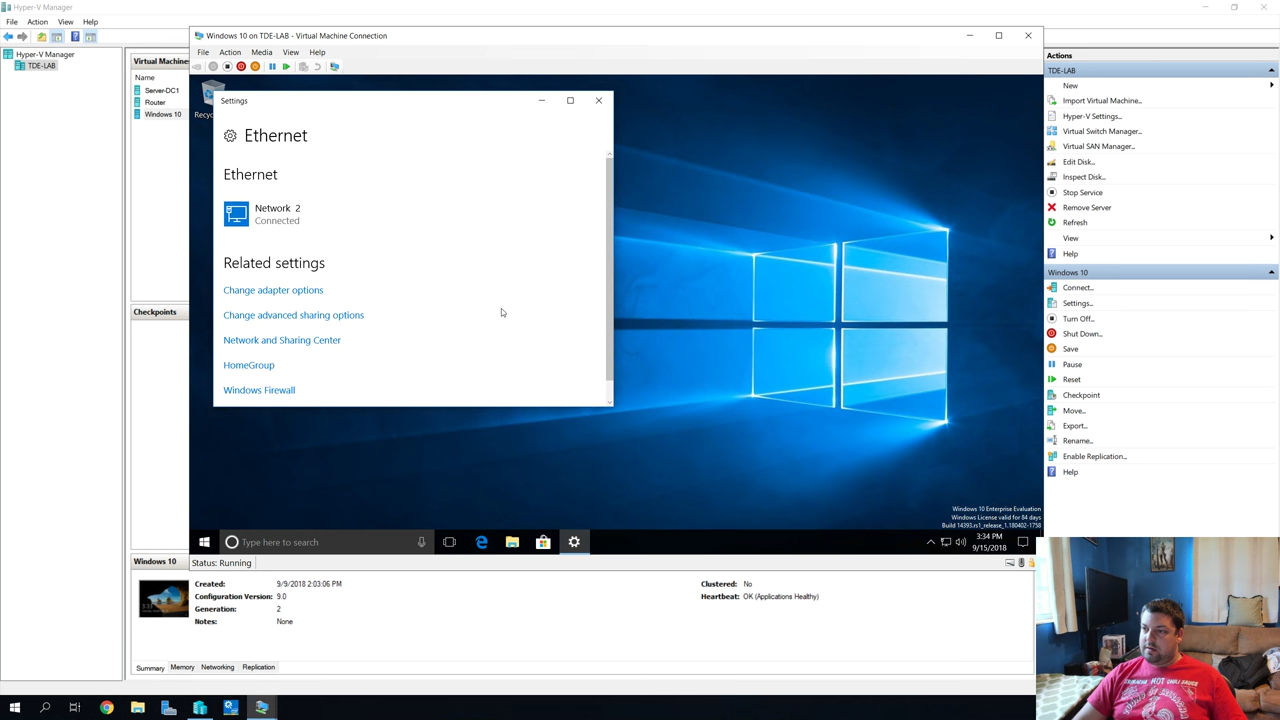 Hyper-V Manager
File Action View Help
Hyper-V Manager
TDE-LAB
Virtual Machine
Name
Server-DC1
Router
Windows 10
Checkpoints
Windows 10 on TDE-LAB - Virtual Machine Connection
File Action Media View Help
Recyc
Settings
Ethernet
Ethernet
Network 2
Connected
Related settings
Change adapter options
Change advanced sharing options
Network and Sharing Center
HomeGroup
Windows Firewall
Windows 10 Enterprise Evaluation
Windows License valid for 84 days
Build 14393.rs1_release_1.180402-1758
Type here to search
3:34 PM
9/15/2018
Status: Running
Windows 10
Created: 9/9/2018 2:03:06 PM
Configuration Version: 9.0
Generation: 2
Notes: None
Clustered: No
Heartbeat: OK (Applications Healthy)
Summary Memory Networking Replication
Actions
TDE-LAB
New
Import Virtual Machine...
Hyper-V Settings...
Virtual Switch Manager...
Virtual SAN Manager...
Edit Disk...
Inspect Disk...
Stop Service
Remove Server
Refresh
View
Help
Windows 10
Connect...
Settings...
Turn Off...
Shut Down...
Save
Pause
Reset
Checkpoint
Move...
Export...
Rename...
Enable Replication...
Help